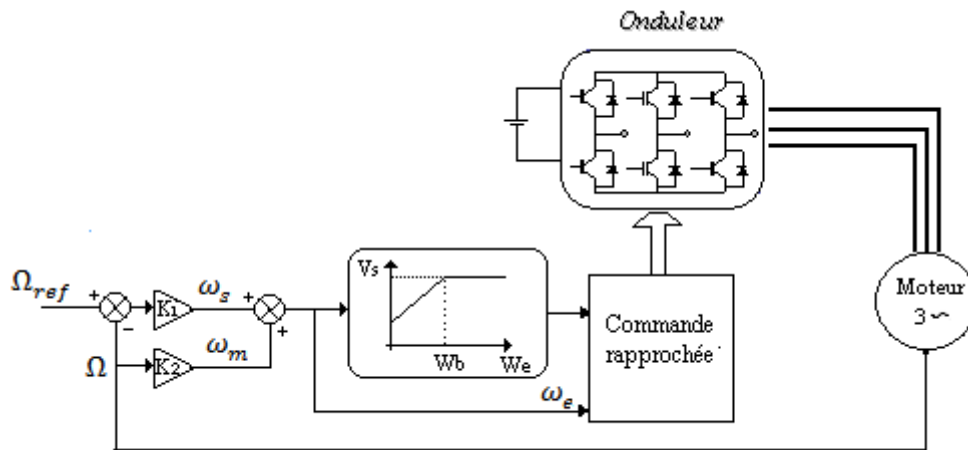 Onduleur
Ω_ref
+
−
K1
ω_s
+
+
K2
ω_m
Ω
Vs
Wb
We
ω_e
Commande
rapprochée
Moteur
3~